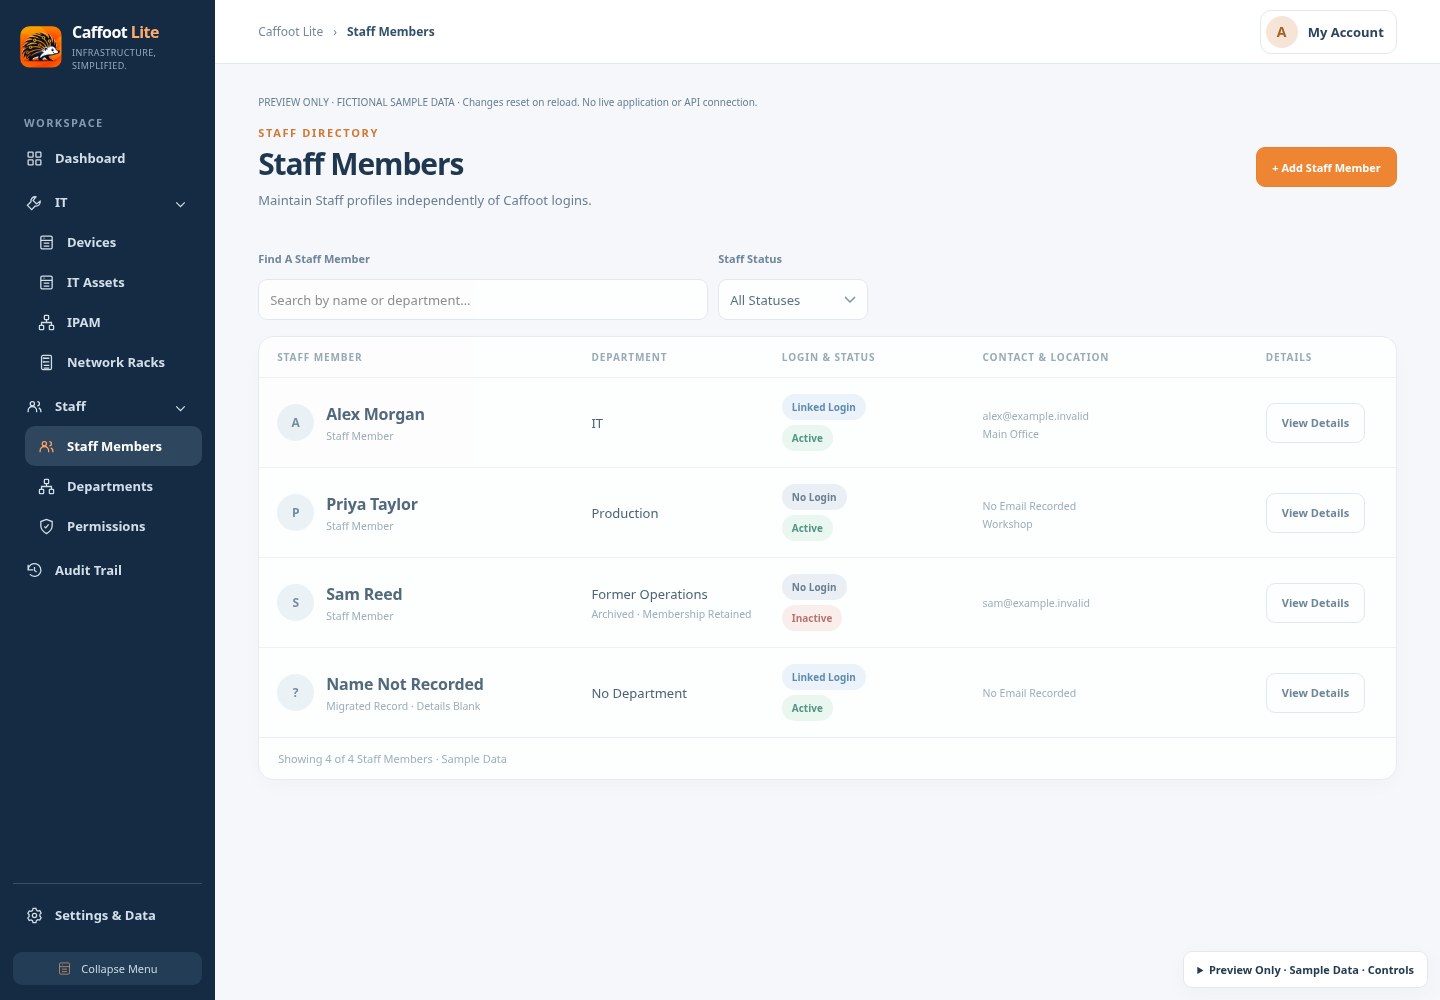 Caffoot Lite
INFRASTRUCTURE,
SIMPLIFIED.
WORKSPACE
Dashboard
IT
Devices
IT Assets
IPAM
Network Racks
Staff
Staff Members
Departments
Permissions
Audit Trail
Settings & Data
Collapse Menu
Caffoot Lite › Staff Members
A My Account
PREVIEW ONLY · FICTIONAL SAMPLE DATA · Changes reset on reload. No live application or API connection.
STAFF DIRECTORY
Staff Members
Maintain Staff profiles independently of Caffoot logins.
+ Add Staff Member
Find A Staff Member
Staff Status
Search by name or department...
All Statuses
STAFF MEMBER DEPARTMENT LOGIN & STATUS CONTACT & LOCATION DETAILS
A
Alex Morgan
Staff Member
IT
Linked Login
Active
alex@example.invalid
Main Office
View Details
P
Priya Taylor
Staff Member
Production
No Login
Active
No Email Recorded
Workshop
View Details
S
Sam Reed
Staff Member
Former Operations
Archived · Membership Retained
No Login
Inactive
sam@example.invalid
View Details
?
Name Not Recorded
Migrated Record · Details Blank
No Department
Linked Login
Active
No Email Recorded
View Details
Showing 4 of 4 Staff Members · Sample Data
▶ Preview Only · Sample Data · Controls